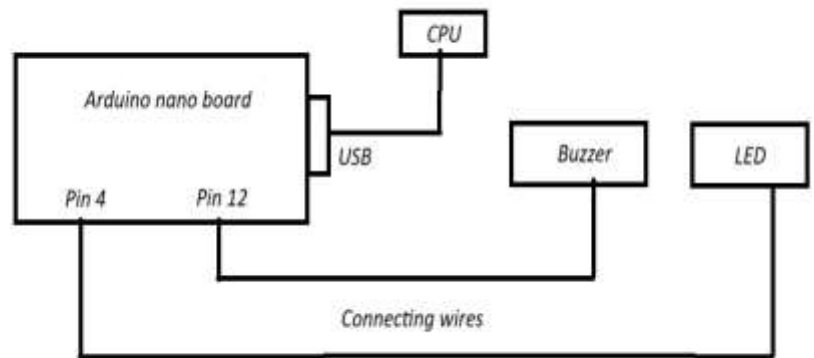 CPU
Arduino nano board
USB
Buzzer
LED
Pin 4
Pin 12
Connecting wires